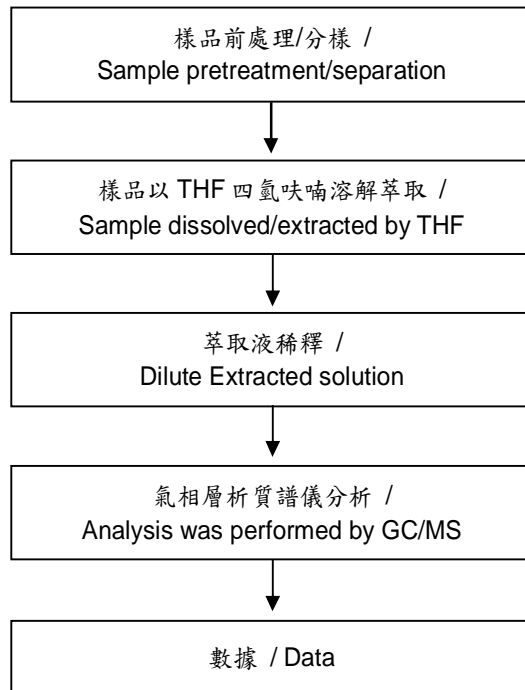 樣品前處理/分樣 /
Sample pretreatment/separation
樣品以 THF 四氫呋喃溶解萃取 /
Sample dissolved/extracted by THF
萃取液稀釋 /
Dilute Extracted solution
氣相層析質譜儀分析 /
Analysis was performed by GC/MS
數據 / Data